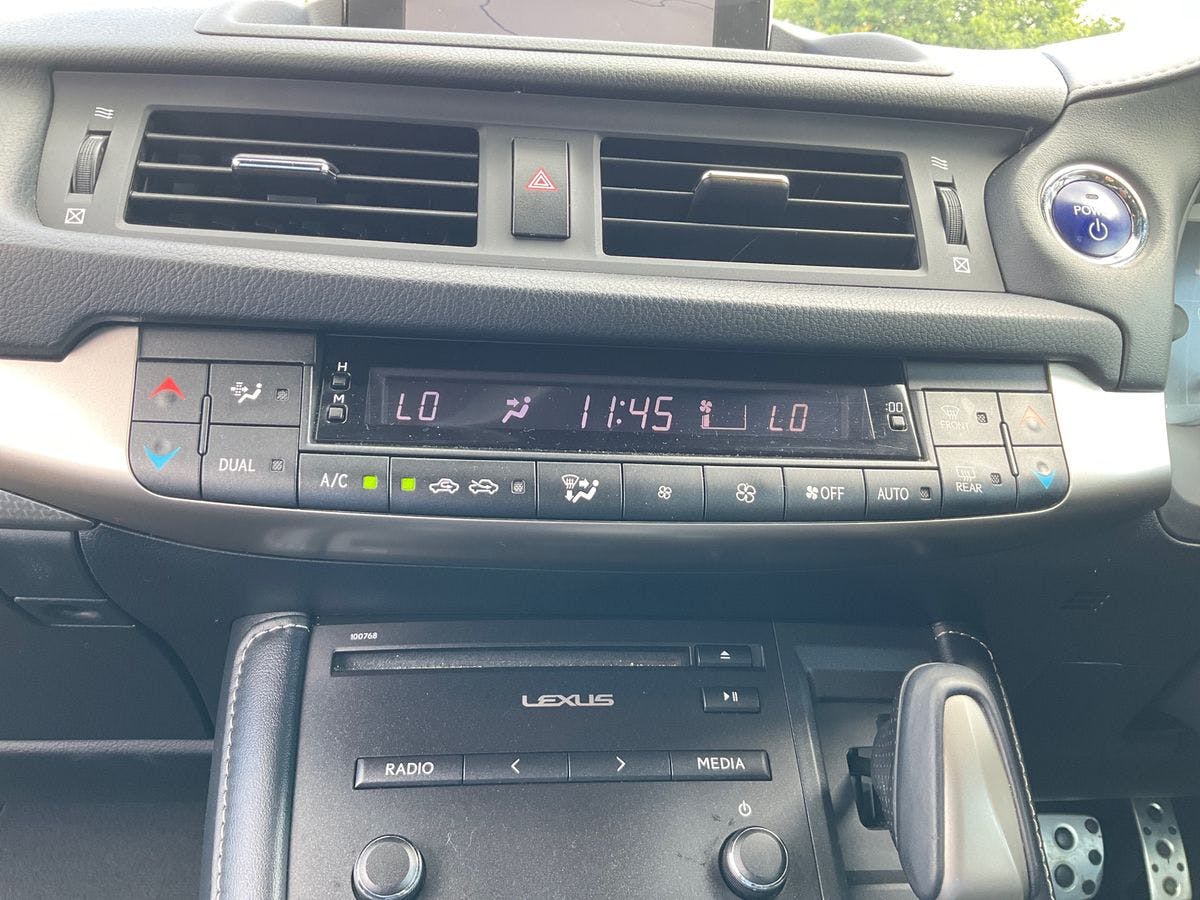 POWER
H
M
LO
11:45
LO
:00
FRONT
DUAL
A/C
OFF
AUTO
REAR
100768
LEXUS
RADIO
<
>
MEDIA